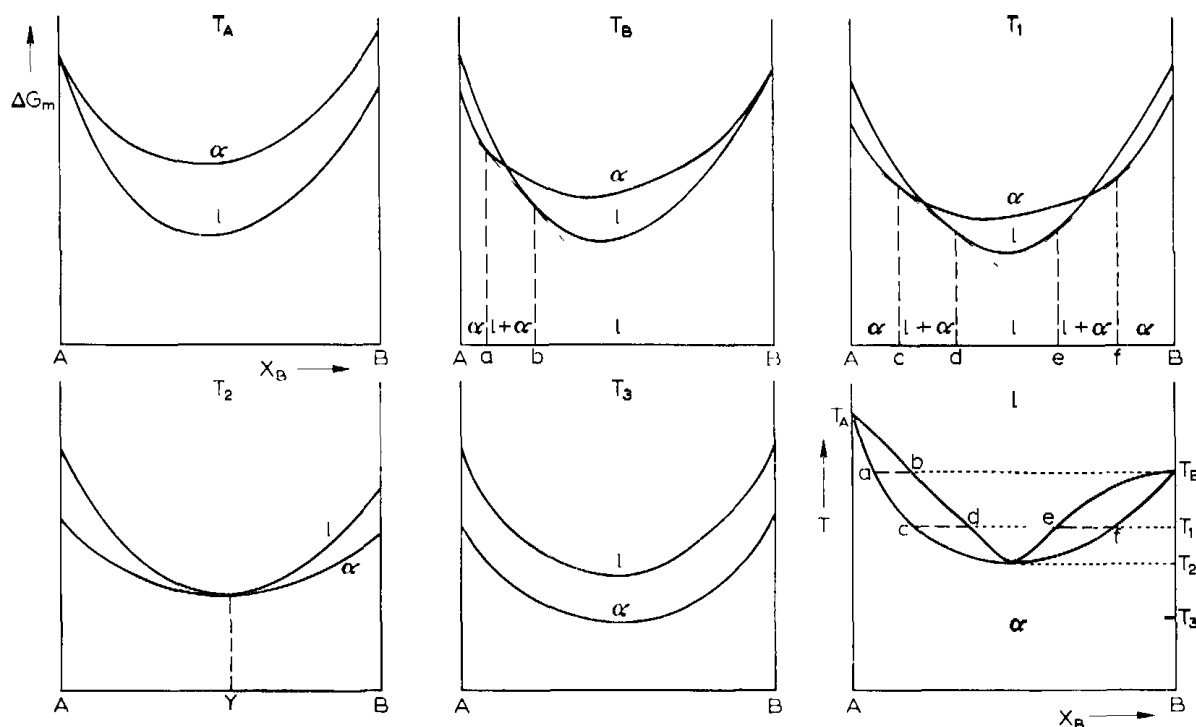 T_A
ΔG_m
α
l
A
X_B
B
T_B
α
l
α l+α l
A a b B
T_1
α
l
α l+α l l+α α
A c d e f B
T_2
l
α
A Y B
T_3
l
α
A B
l
T_A
T
a b
c d e f
α
T_B
T_1
T_2
T_3
A X_B B